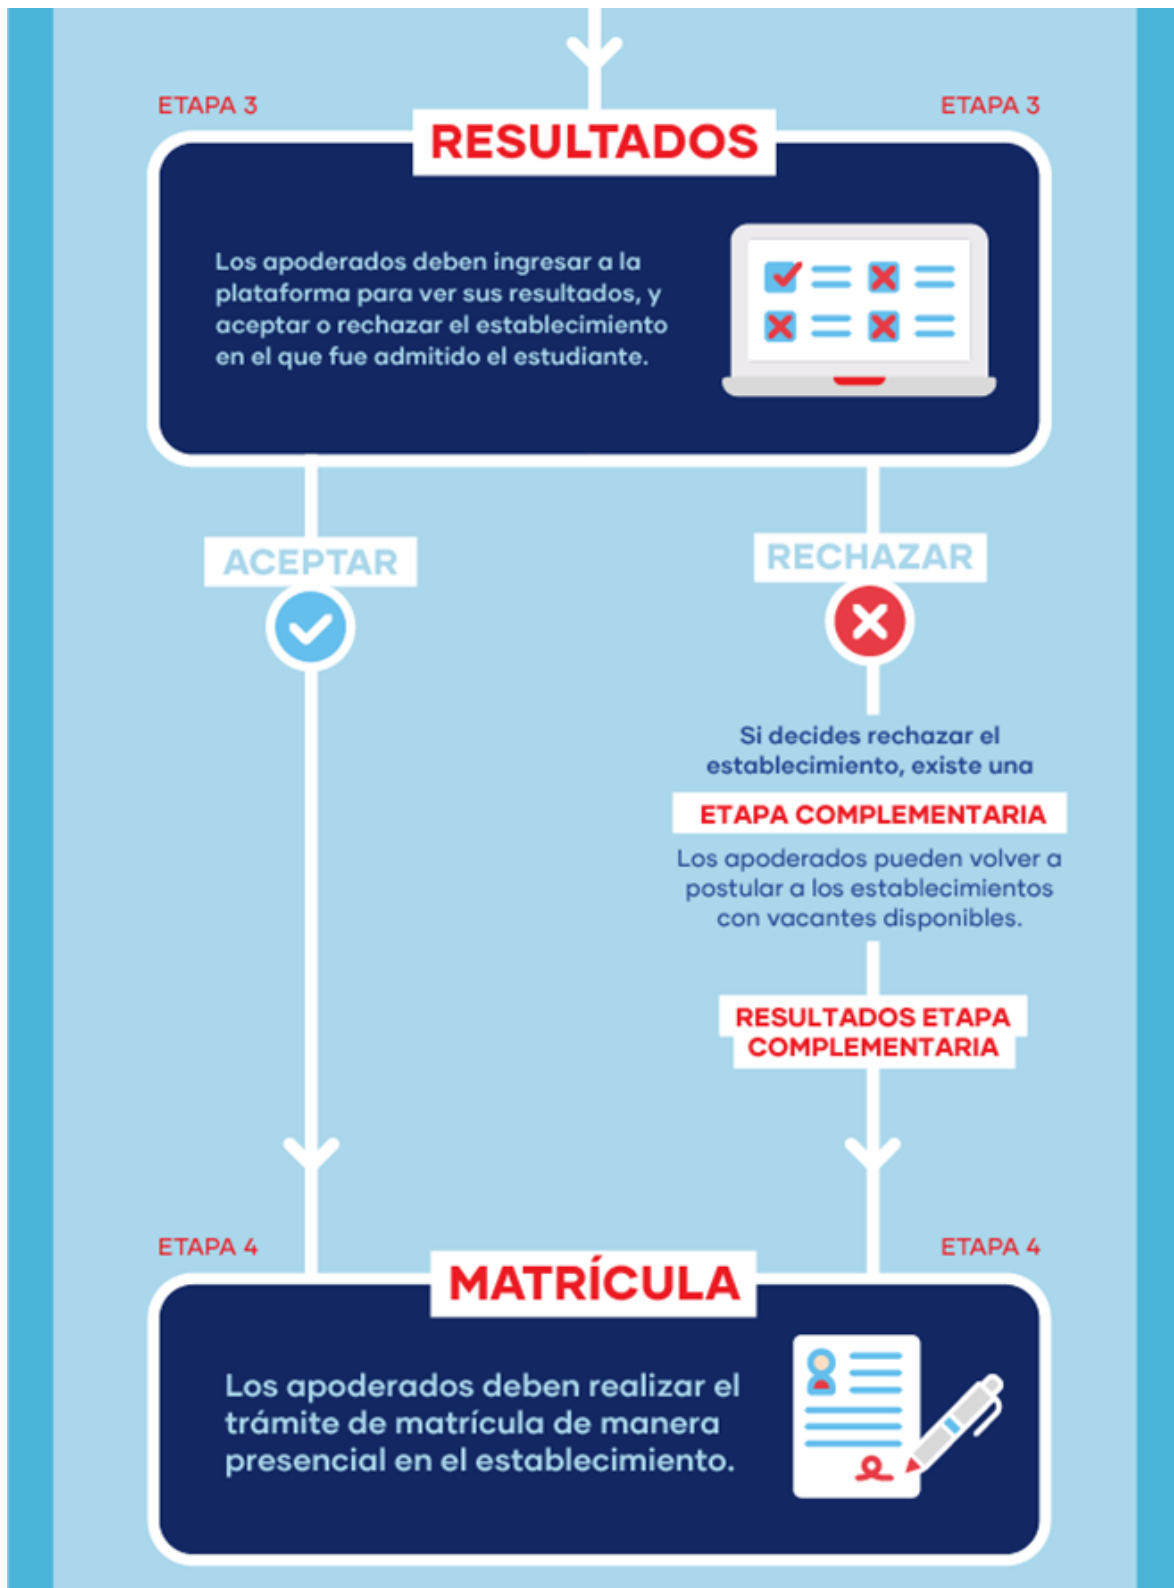 ETAPA 3
ETAPA 3
RESULTADOS
Los apoderados deben ingresar a la
plataforma para ver sus resultados, y
aceptar o rechazar el establecimiento
en el que fue admitido el estudiante.
ACEPTAR
RECHAZAR
Si decides rechazar el
establecimiento, existe una
ETAPA COMPLEMENTARIA
Los apoderados pueden volver a
postular a los establecimientos
con vacantes disponibles.
RESULTADOS ETAPA
COMPLEMENTARIA
ETAPA 4
ETAPA 4
MATRÍCULA
Los apoderados deben realizar el
trámite de matrícula de manera
presencial en el establecimiento.